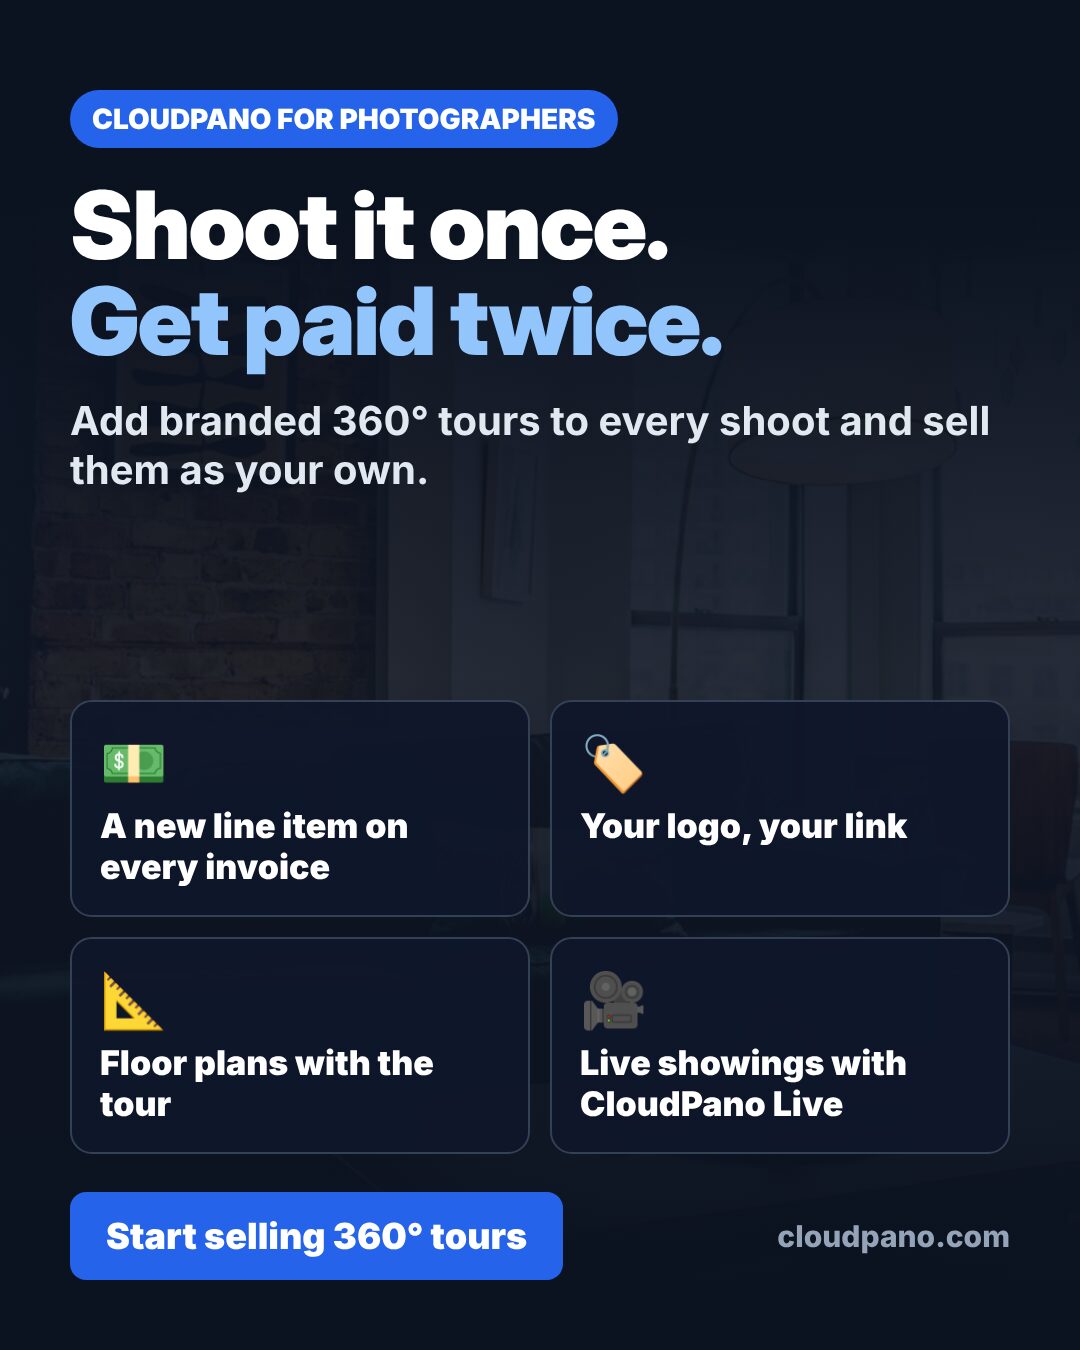 CLOUDPANO FOR PHOTOGRAPHERS
Shoot it once.
Get paid twice.
Add branded 360° tours to every shoot and sell
them as your own.
A new line item on
every invoice
Your logo, your link
Floor plans with the
tour
Live showings with
CloudPano Live
Start selling 360° tours
cloudpano.com